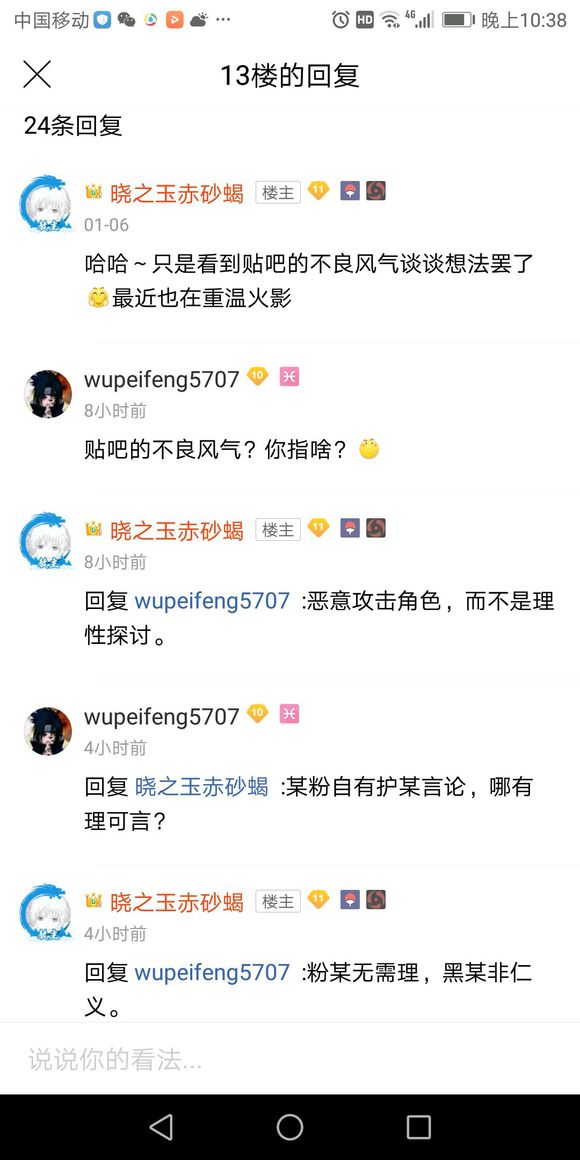 中国移动 4G HD 晚上10:38
13楼的回复
24条回复
晓之玉赤砂蝎 楼主 11
01-06
哈哈～只是看到贴吧的不良风气谈谈想法罢了
最近也在重温火影
wupeifeng5707 10
8小时前
贴吧的不良风气？你指啥？
晓之玉赤砂蝎 楼主 11
8小时前
回复 wupeifeng5707 :恶意攻击角色，而不是理
性探讨。
wupeifeng5707 10
4小时前
回复 晓之玉赤砂蝎 :某粉自有护某言论，哪有
理可言？
晓之玉赤砂蝎 楼主 11
4小时前
回复 wupeifeng5707 :粉某无需理，黑某非仁
义。
说说你的看法...